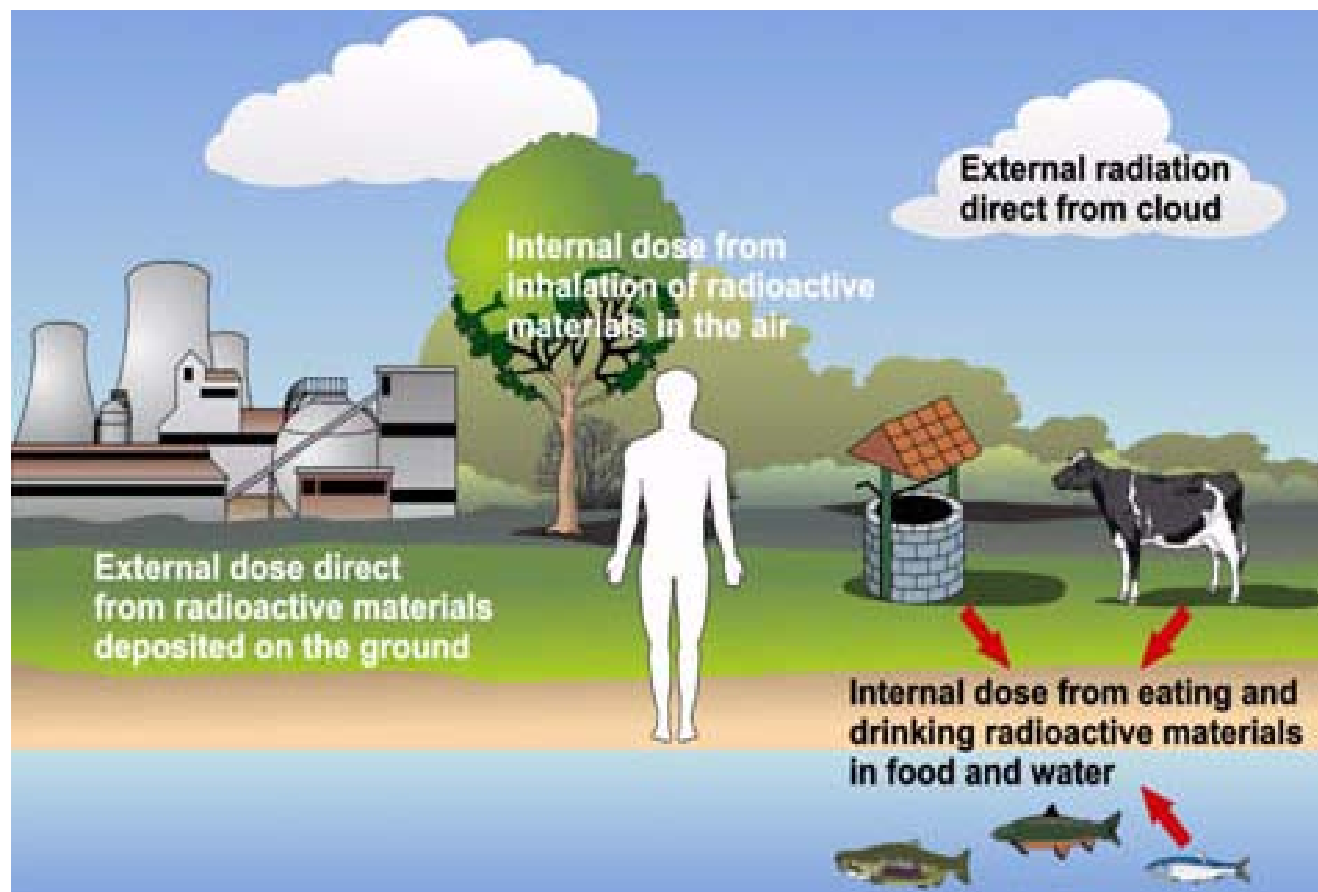 External radiation
direct from cloud
Internal dose from
inhalation of radioactive
materials in the air
External dose direct
from radioactive materials
deposited on the ground
Internal dose from eating and
drinking radioactive materials
in food and water